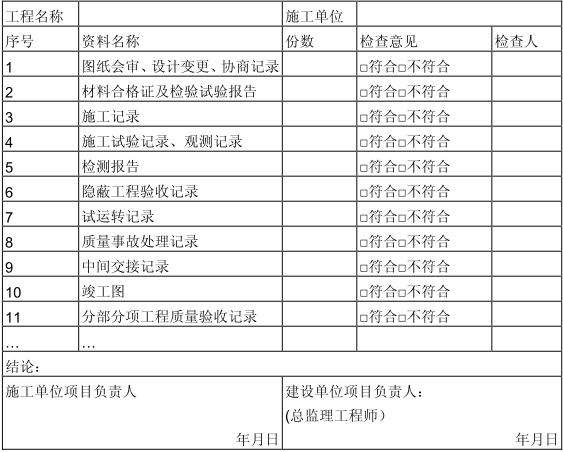 工程名称 施工单位
序号 资料名称 份数 检查意见 检查人
1 图纸会审、设计变更、协商记录 □符合□不符合
2 材料合格证及检验试验报告 □符合□不符合
3 施工记录 □符合□不符合
4 施工试验记录、观测记录 □符合□不符合
5 检测报告 □符合□不符合
6 隐蔽工程验收记录 □符合□不符合
7 试运转记录 □符合□不符合
8 质量事故处理记录 □符合□不符合
9 中间交接记录 □符合□不符合
10 竣工图 □符合□不符合
11 分部分项工程质量验收记录 □符合□不符合
… …
结论：
施工单位项目负责人 建设单位项目负责人：
(总监理工程师）
年月日 年月日